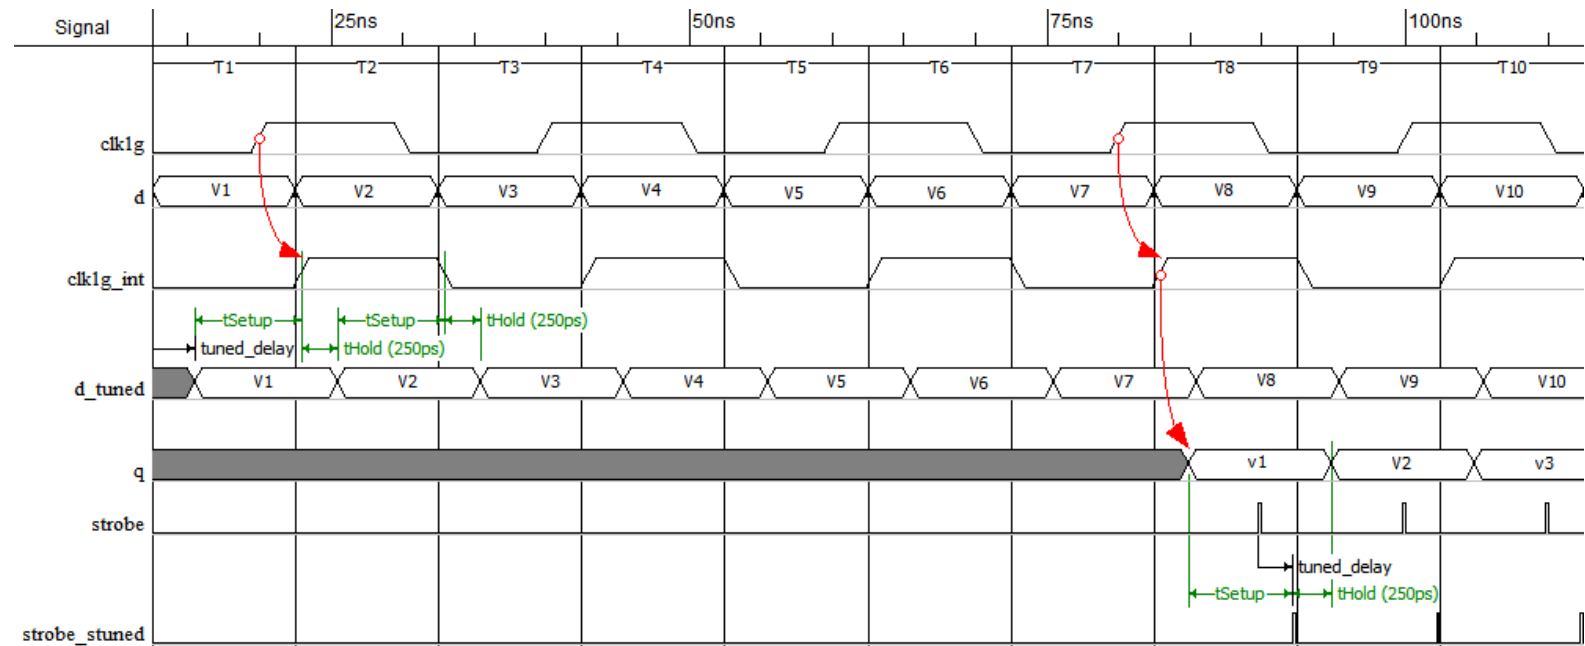 Signal 25ns 50ns 75ns 100ns
T1 T2 T3 T4 T5 T6 T7 T8 T9 T10
clk1g
d V1 V2 V3 V4 V5 V6 V7 V8 V9 V10
clk1g_int
tSetup tSetup tHold (250ps)
tuned_delay tHold (250ps)
d_tuned V1 V2 V3 V4 V5 V6 V7 V8 V9 V10
q v1 V2 v3
strobe
tuned_delay
tSetup tHold (250ps)
strobe_stuned